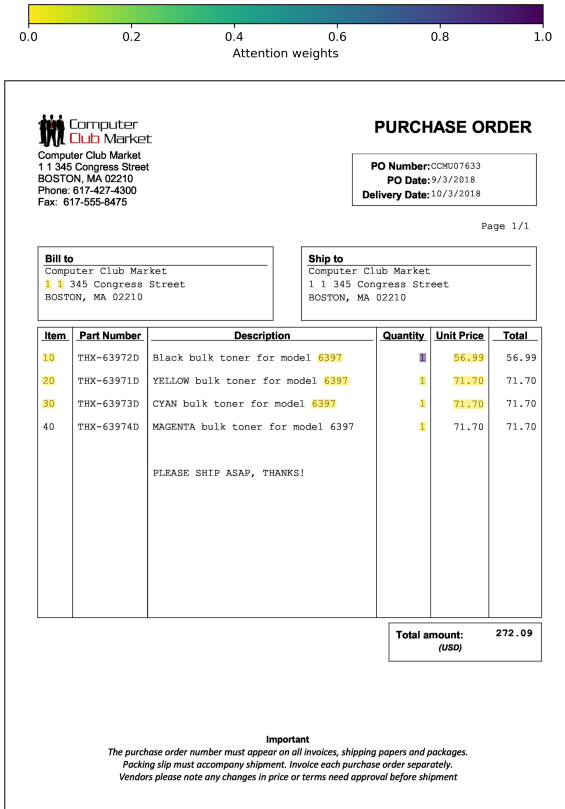 0.0 0.2 0.4 0.6 0.8 1.0
Attention weights
Computer
Club Market
PURCHASE ORDER
Computer Club Market
1 1 345 Congress Street
BOSTON, MA 02210
Phone: 617-427-4300
Fax: 617-555-8475
PO Number: CCMU07633
PO Date: 9/3/2018
Delivery Date: 10/3/2018
Page 1/1
Bill to
Computer Club Market
1 1 345 Congress Street
BOSTON, MA 02210
Ship to
Computer Club Market
1 1 345 Congress Street
BOSTON, MA 02210
Item Part Number Description Quantity Unit Price Total
10 THX-63972D Black bulk toner for model 6397 1 56.99 56.99
20 THX-63971D YELLOW bulk toner for model 6397 1 71.70 71.70
30 THX-63973D CYAN bulk toner for model 6397 1 71.70 71.70
40 THX-63974D MAGENTA bulk toner for model 6397 1 71.70 71.70
PLEASE SHIP ASAP, THANKS!
Total amount: 272.09
(USD)
Important
The purchase order number must appear on all invoices, shipping papers and packages.
Packing slip must accompany shipment. Invoice each purchase order separately.
Vendors please note any changes in price or terms need approval before shipment